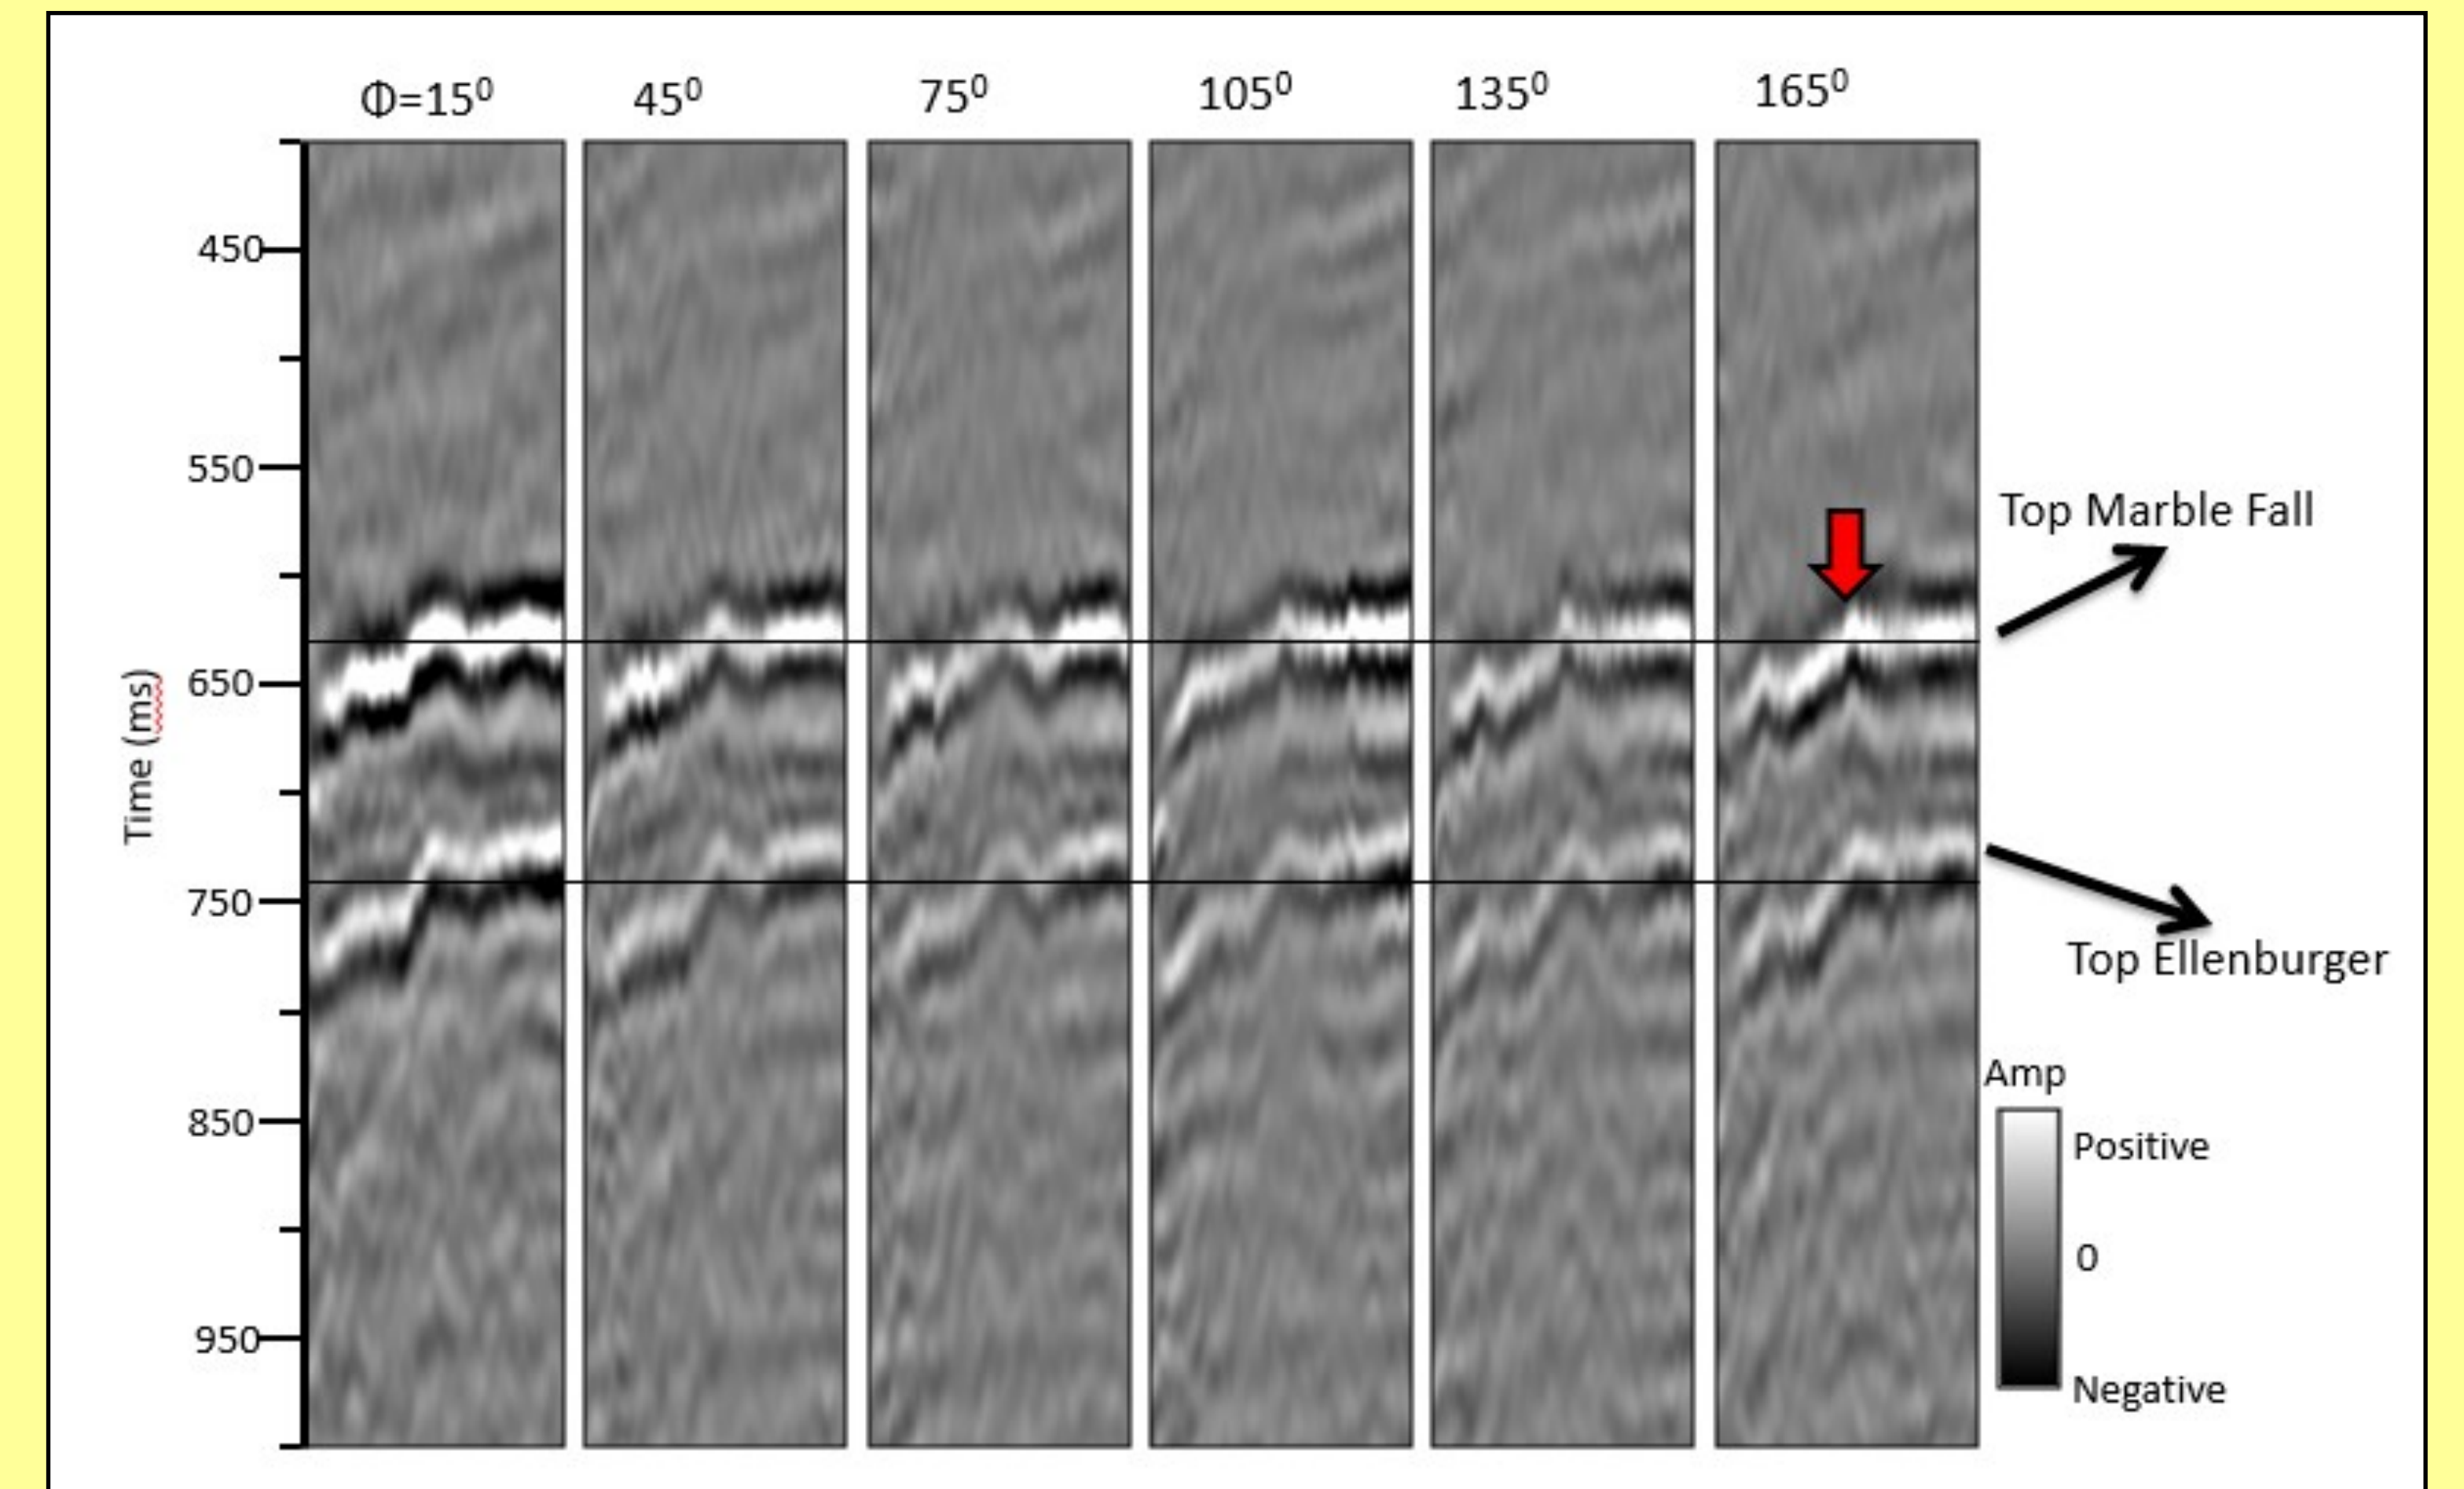 Φ=15⁰ 45⁰ 75⁰ 105⁰ 135⁰ 165⁰
450
550
Top Marble Fall
650
Time (ms)
750
Top Ellenburger
Amp
850
Positive
0
950
Negative